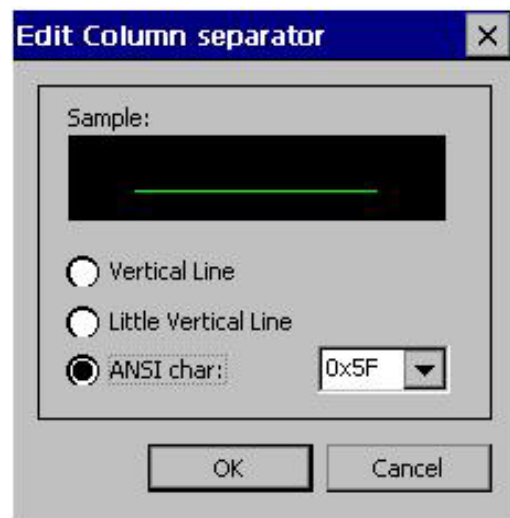 Edit Column separator
Sample:
Vertical Line
Little Vertical Line
ANSI char: 0x5F
OK Cancel